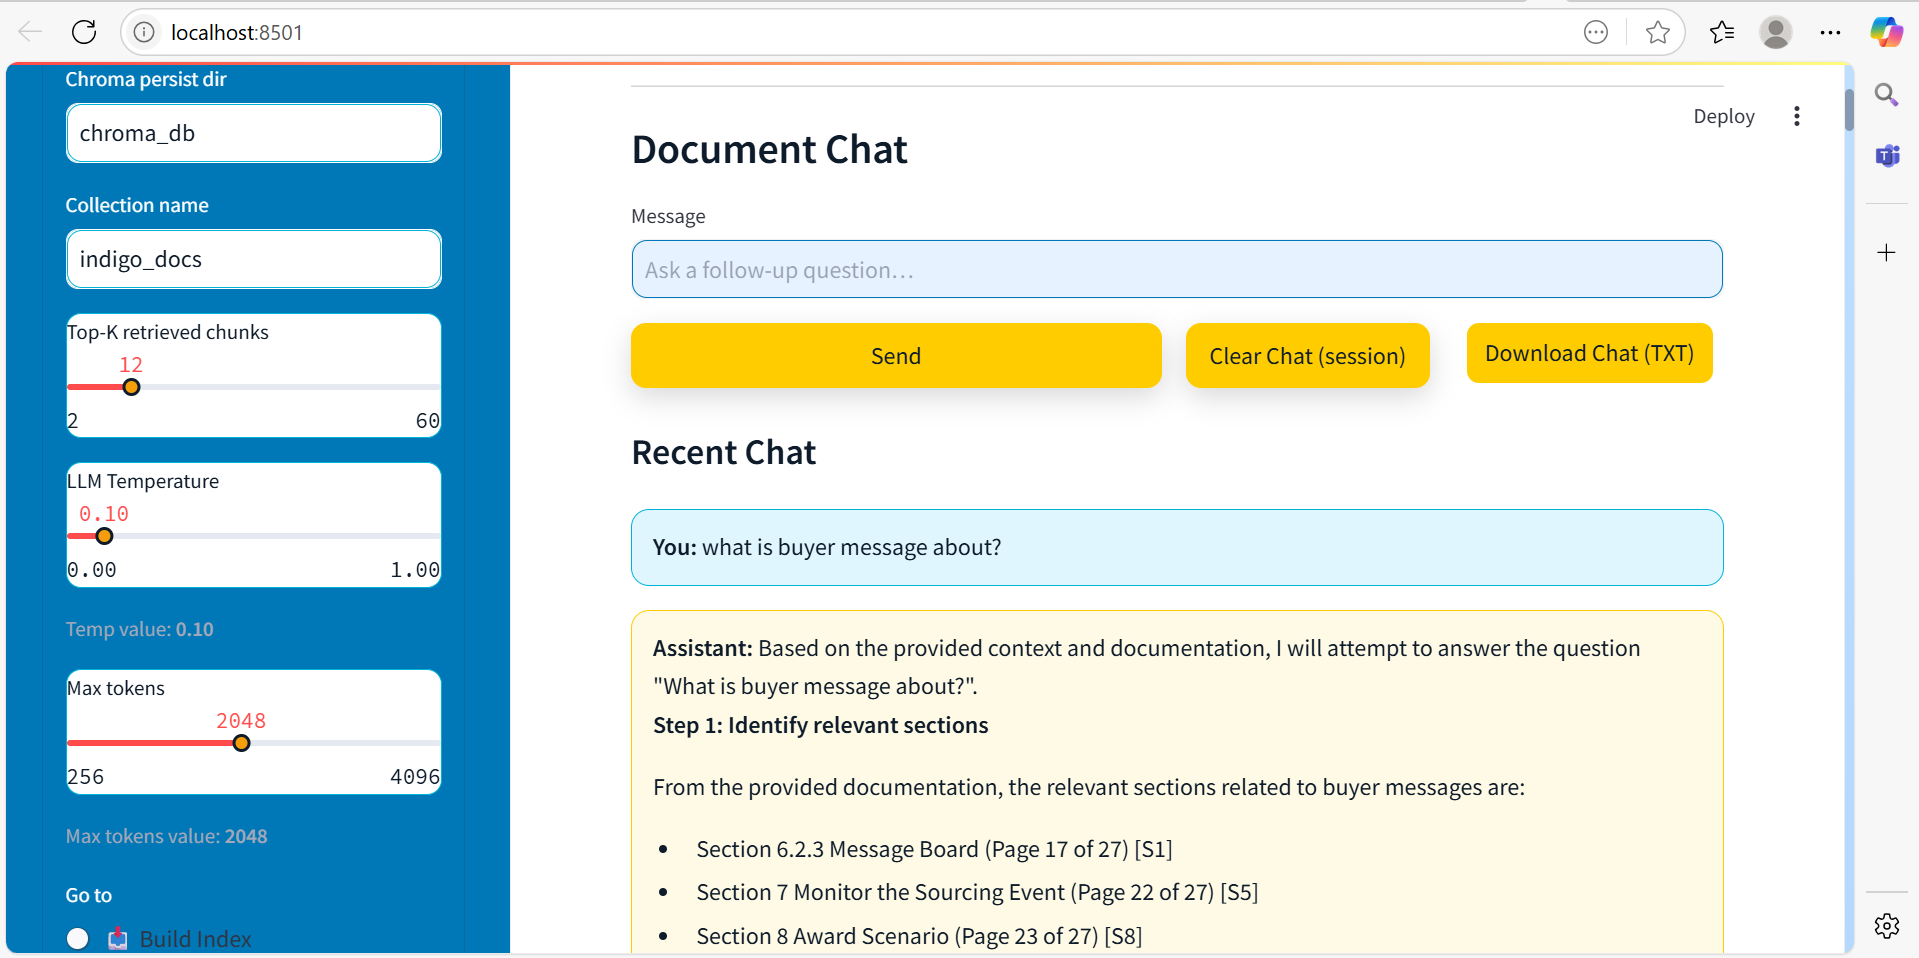 localhost:8501
Chroma persist dir
chroma_db
Collection name
indigo_docs
Top-K retrieved chunks
12
2 60
LLM Temperature
0.10
0.00 1.00
Temp value: 0.10
Max tokens
2048
256 4096
Max tokens value: 2048
Go to
Build Index
Deploy
Document Chat
Message
Ask a follow-up question…
Send
Clear Chat (session)
Download Chat (TXT)
Recent Chat
You: what is buyer message about?
Assistant: Based on the provided context and documentation, I will attempt to answer the question
"What is buyer message about?".
Step 1: Identify relevant sections
From the provided documentation, the relevant sections related to buyer messages are:
• Section 6.2.3 Message Board (Page 17 of 27) [S1]
• Section 7 Monitor the Sourcing Event (Page 22 of 27) [S5]
• Section 8 Award Scenario (Page 23 of 27) [S8]